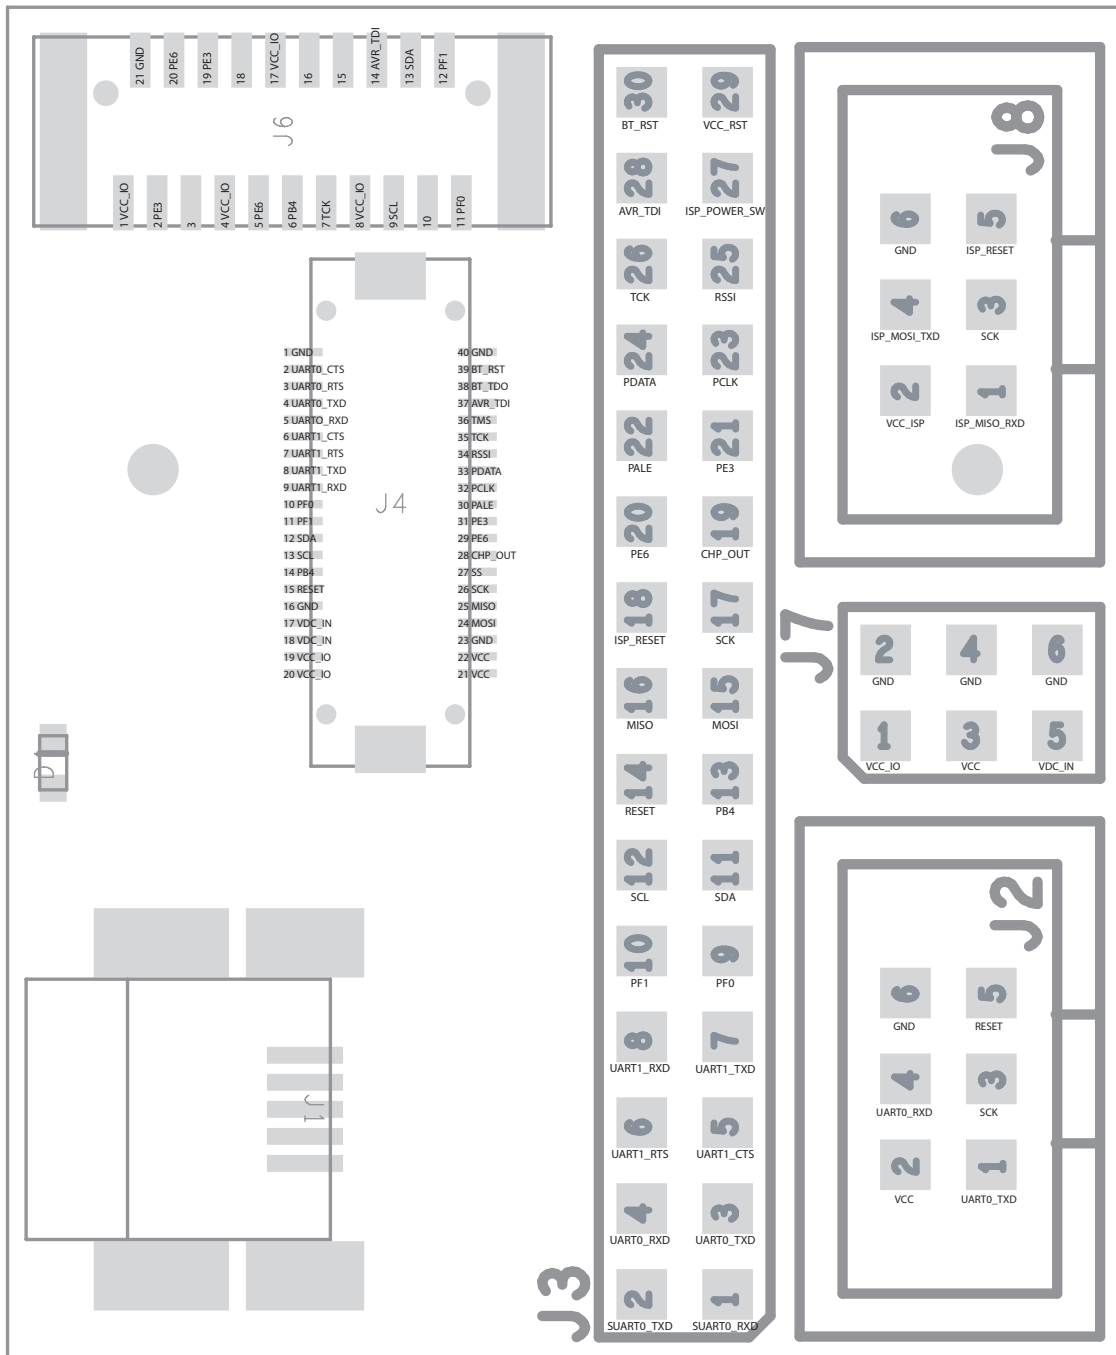 21 GND
20 PE6
19 PE3
18
17 VCC_IO
16
15
14 AVR_TDI
13 SDA
12 PF1
J6
1 VCC_IO
2 PE3
3
4 VCC_IO
5 PE6
6 PB4
7 TCK
8 VCC_IO
9 SCL
10
11 PF0
1 GND
2 UART0_CTS
3 UART0_RTS
4 UART0_TXD
5 UARTO_RXD
6 UART1_CTS
7 UART1_RTS
8 UART1_TXD
9 UART1_RXD
10 PF0
11 PF1
12 SDA
13 SCL
14 PB4
15 RESET
16 GND
17 VDC_IN
18 VDC_IN
19 VCC_IO
20 VCC_IO
J4
40 GND
39 BT_RST
38 BT_TDO
37 AVR_TDI
36 TMS
35 TCK
34 RSSI
33 PDATA
32 PCLK
30 PALE
31 PE3
29 PE6
28 CHP_OUT
27 SS
26 SCK
25 MISO
24 MOSI
23 GND
22 VCC
21 VCC
D1
J1
30 29
BT_RST VCC_RST
28 27
AVR_TDI ISP_POWER_SW
26 25
TCK RSSI
24 23
PDATA PCLK
22 21
PALE PE3
20 19
PE6 CHP_OUT
18 17
ISP_RESET SCK
16 15
MISO MOSI
14 13
RESET PB4
12 11
SCL SDA
10 9
PF1 PF0
8 7
UART1_RXD UART1_TXD
6 5
UART1_RTS UART1_CTS
4 3
UART0_RXD UART0_TXD
2 1
SUART0_TXD SUART0_RXD
J3
J8
6 5
GND ISP_RESET
4 3
ISP_MOSI_TXD SCK
2 1
VCC_ISP ISP_MISO_RXD
J7
2 4 6
GND GND GND
1 3 5
VCC_IO VCC VDC_IN
J2
6 5
GND RESET
4 3
UART0_RXD SCK
2 1
VCC UART0_TXD